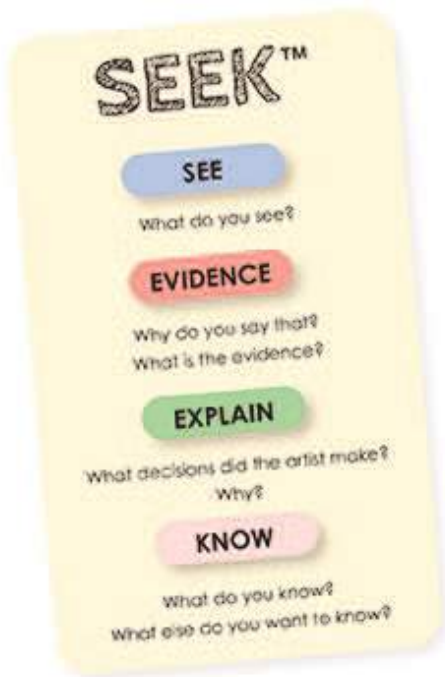 SEEK™
SEE
What do you see?
EVIDENCE
Why do you say that?
What is the evidence?
EXPLAIN
What decisions did the artist make?
Why?
KNOW
What do you know?
What else do you want to know?